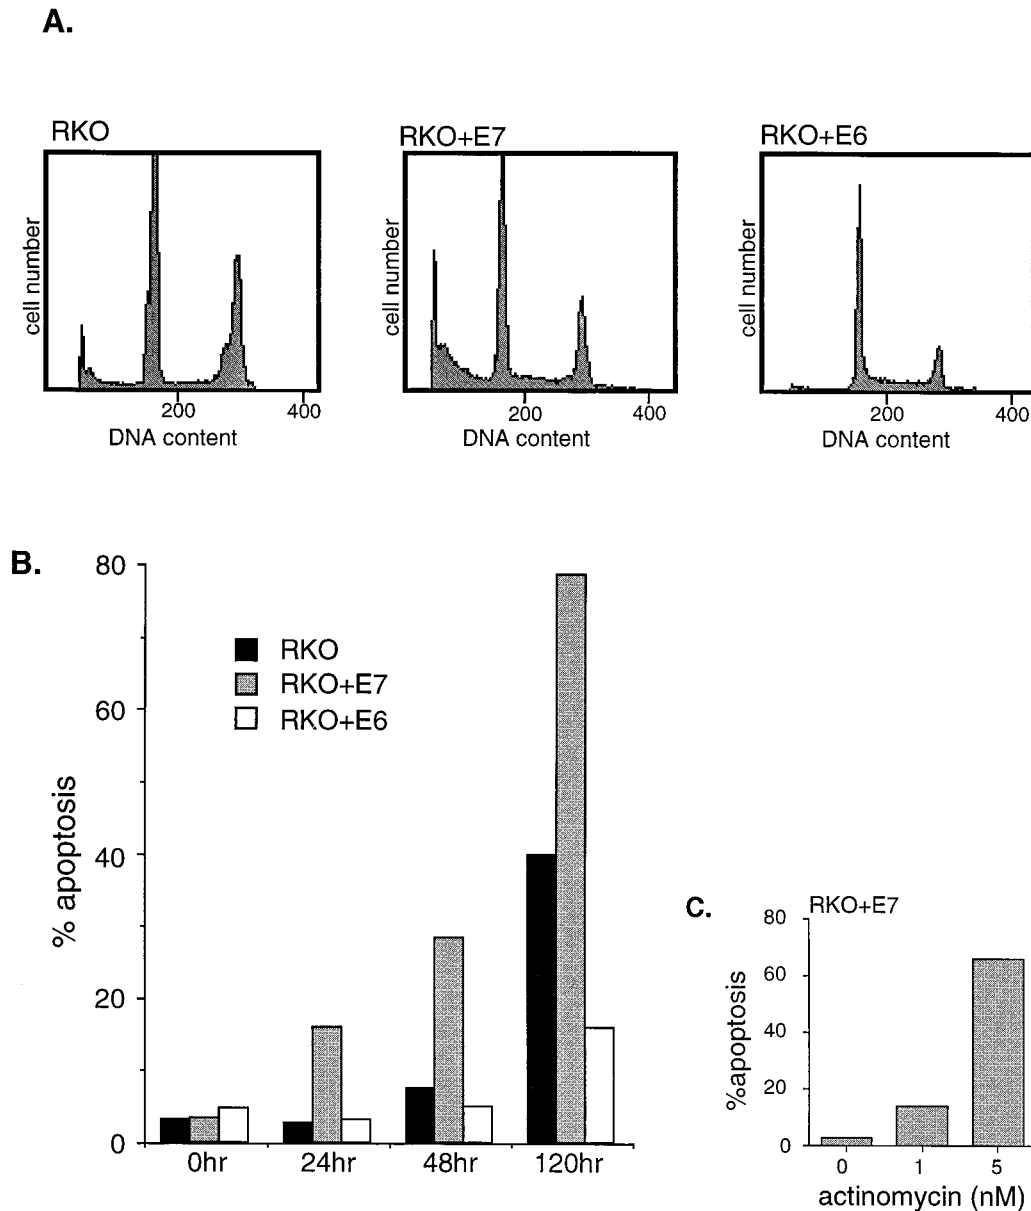 A.
RKO
RKO+E7
RKO+E6
cell number
cell number
cell number
200 400
200 400
200 400
DNA content
DNA content
DNA content
B.
80
60
40
20
0
% apoptosis
RKO
RKO+E7
RKO+E6
0hr 24hr 48hr 120hr
C.
RKO+E7
80
60
40
20
0
%apoptosis
0 1 5
actinomycin (nM)